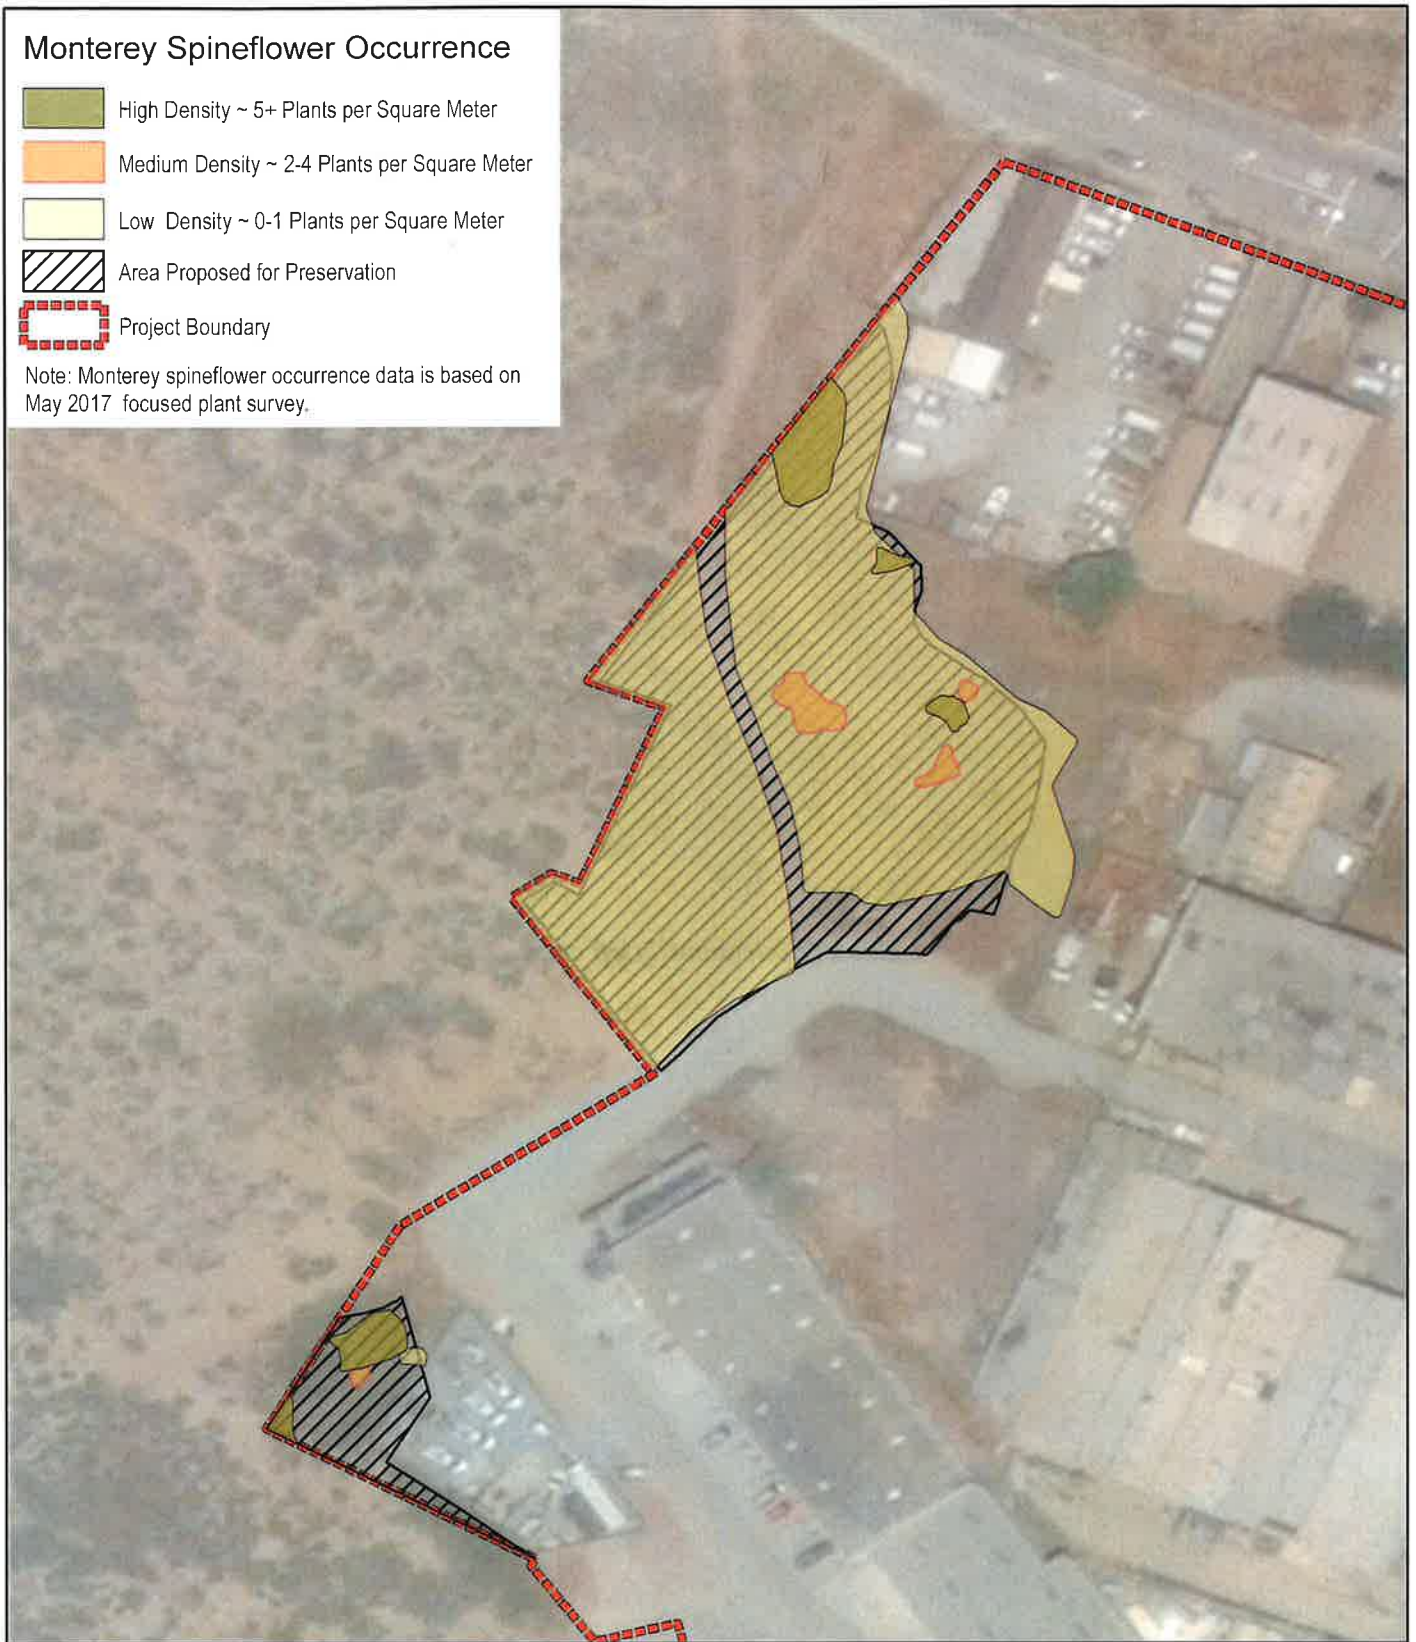 Monterey Spineflower Occurrence
High Density ~ 5+ Plants per Square Meter
Medium Density ~ 2-4 Plants per Square Meter
Low Density ~ 0-1 Plants per Square Meter
Area Proposed for Preservation
Project Boundary
Note: Monterey spineflower occurrence data is based on
May 2017 focused plant survey.